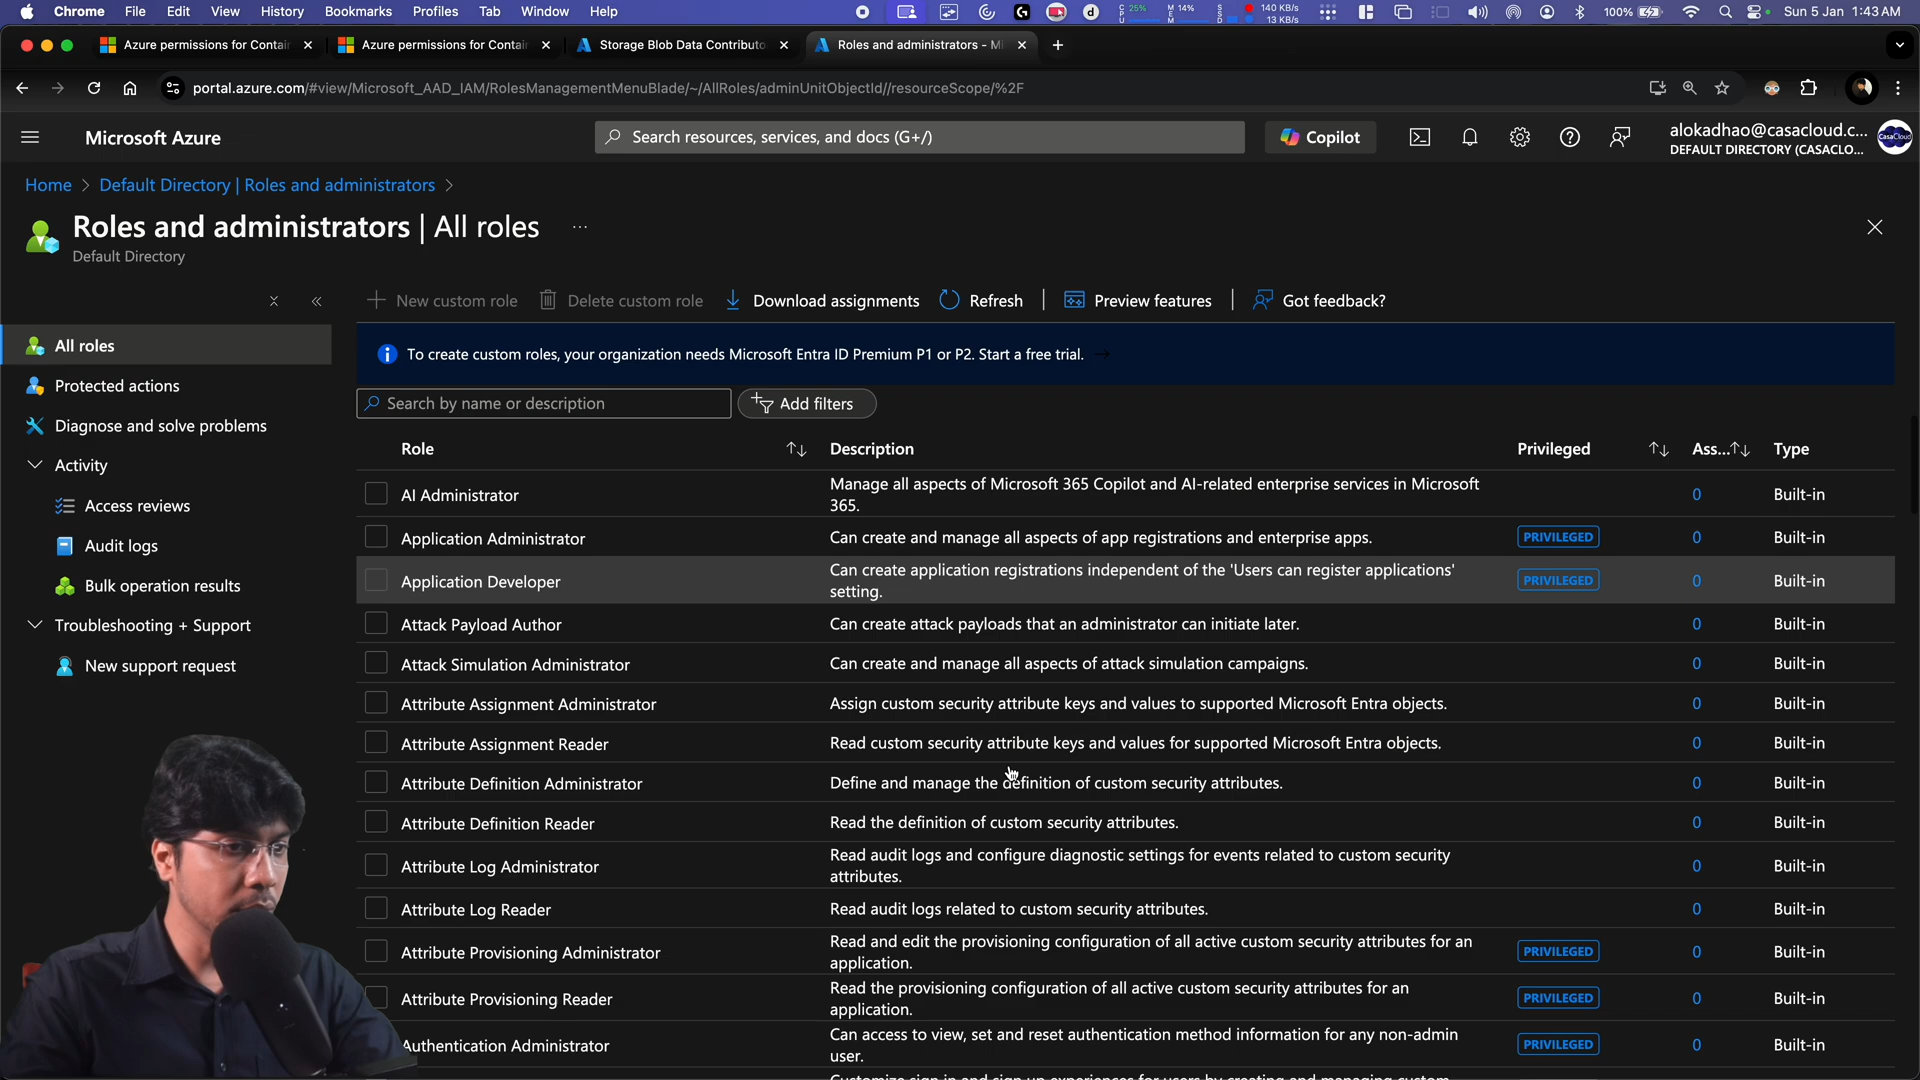 Chrome File Edit View History Bookmarks Profiles Tab Window Help 25% 14% 140 KB/s 13 KB/s 100% Sun 5 Jan 1:43 AM
Azure permissions for Contai Azure permissions for Contai Storage Blob Data Contributo Roles and administrators - Mi
portal.azure.com/#view/Microsoft_AAD_IAM/RolesManagementMenuBlade/~/AllRoles/adminUnitObjectId//resourceScope/%2F
Microsoft Azure
Search resources, services, and docs (G+/)
Copilot
alokadhao@casacloud.c...
DEFAULT DIRECTORY (CASACLO...
Home > Default Directory | Roles and administrators >
Roles and administrators | All roles ...
Default Directory
New custom role Delete custom role Download assignments Refresh Preview features Got feedback?
All roles
Protected actions
Diagnose and solve problems
Activity
Access reviews
Audit logs
Bulk operation results
Troubleshooting + Support
New support request
To create custom roles, your organization needs Microsoft Entra ID Premium P1 or P2. Start a free trial. →
Search by name or description
Add filters
Role Description Privileged Ass... Type
AI Administrator Manage all aspects of Microsoft 365 Copilot and AI-related enterprise services in Microsoft
365. 0 Built-in
Application Administrator Can create and manage all aspects of app registrations and enterprise apps. PRIVILEGED 0 Built-in
Application Developer Can create application registrations independent of the 'Users can register applications'
setting. PRIVILEGED 0 Built-in
Attack Payload Author Can create attack payloads that an administrator can initiate later. 0 Built-in
Attack Simulation Administrator Can create and manage all aspects of attack simulation campaigns. 0 Built-in
Attribute Assignment Administrator Assign custom security attribute keys and values to supported Microsoft Entra objects. 0 Built-in
Attribute Assignment Reader Read custom security attribute keys and values for supported Microsoft Entra objects. 0 Built-in
Attribute Definition Administrator Define and manage the definition of custom security attributes. 0 Built-in
Attribute Definition Reader Read the definition of custom security attributes. 0 Built-in
Attribute Log Administrator Read audit logs and configure diagnostic settings for events related to custom security
attributes. 0 Built-in
Attribute Log Reader Read audit logs related to custom security attributes. 0 Built-in
Attribute Provisioning Administrator Read and edit the provisioning configuration of all active custom security attributes for an
application. PRIVILEGED 0 Built-in
Attribute Provisioning Reader Read the provisioning configuration of all active custom security attributes for an
application. PRIVILEGED 0 Built-in
Authentication Administrator Can access to view, set and reset authentication method information for any non-admin
user. PRIVILEGED 0 Built-in